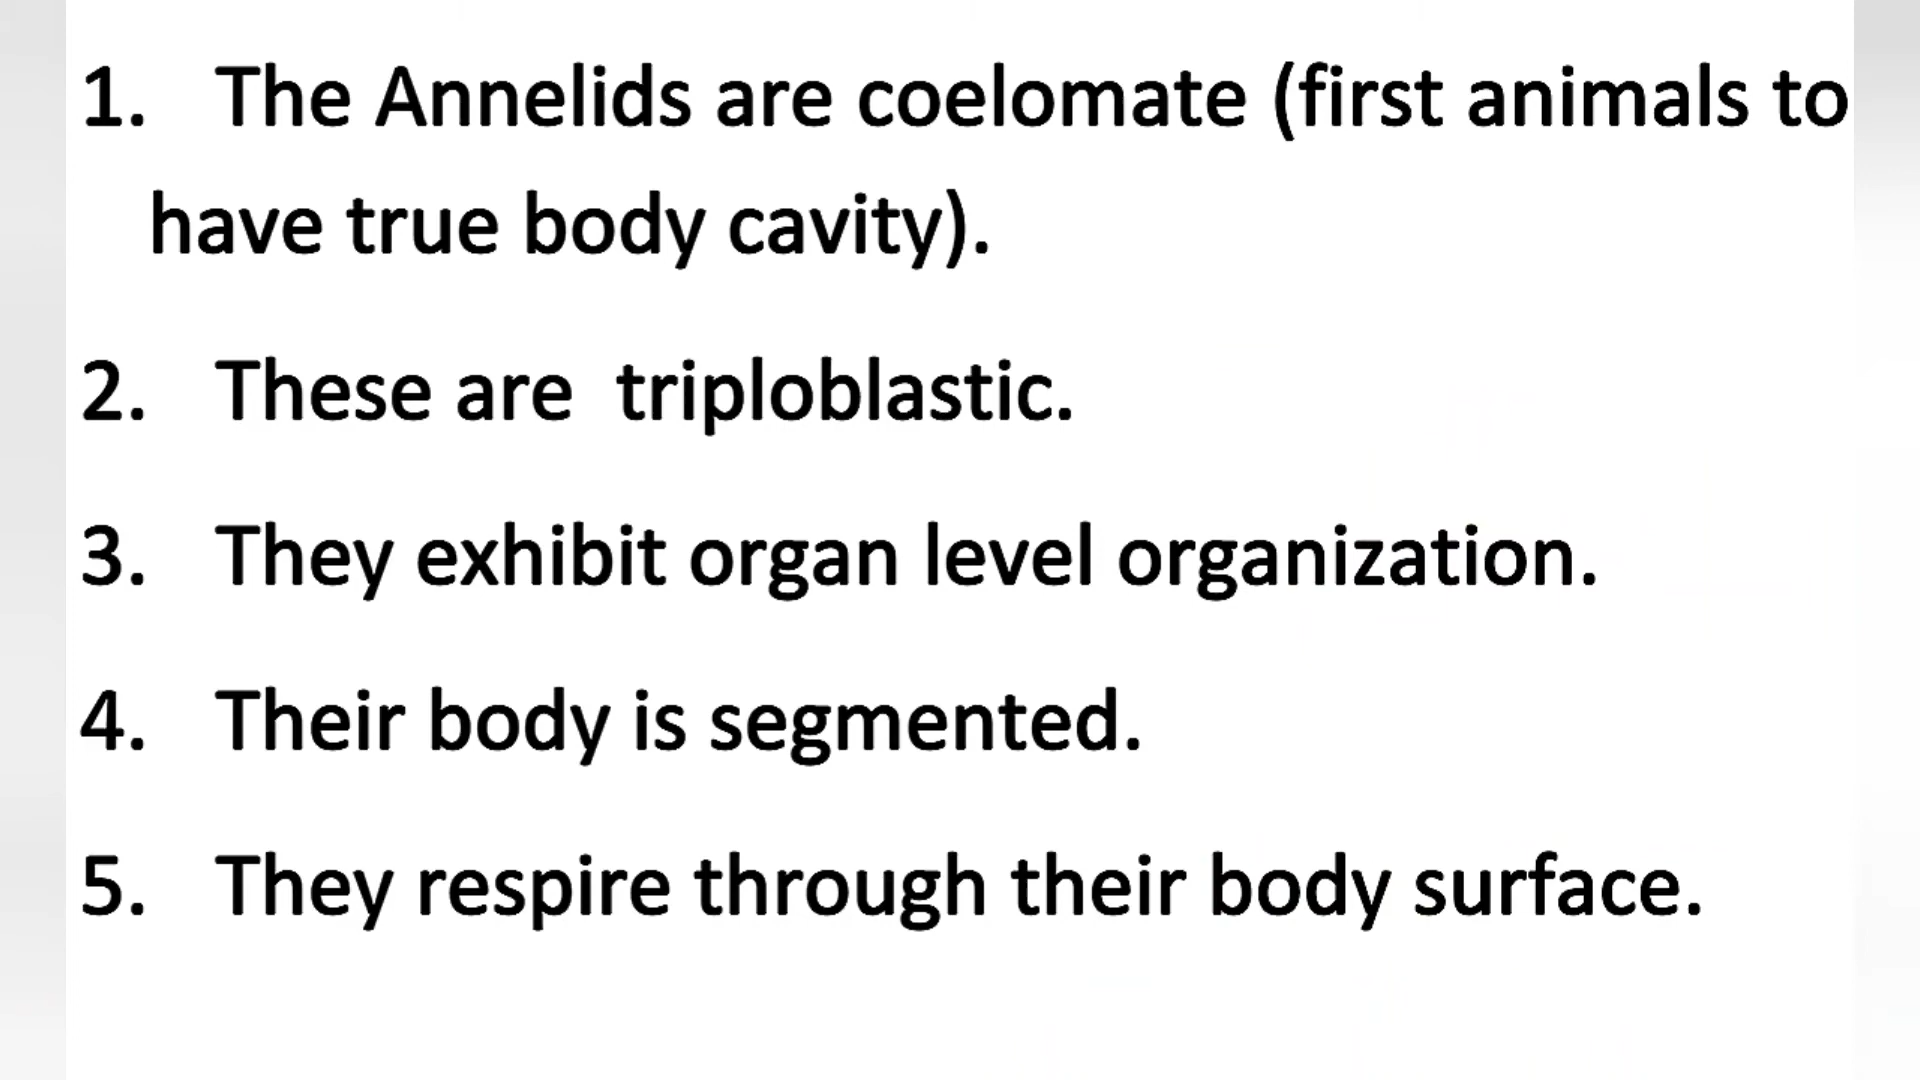 1. The Annelids are coelomate (first animals to
have true body cavity).
2. These are  triploblastic.
3. They exhibit organ level organization.
4. Their body is segmented.
5. They respire through their body surface.